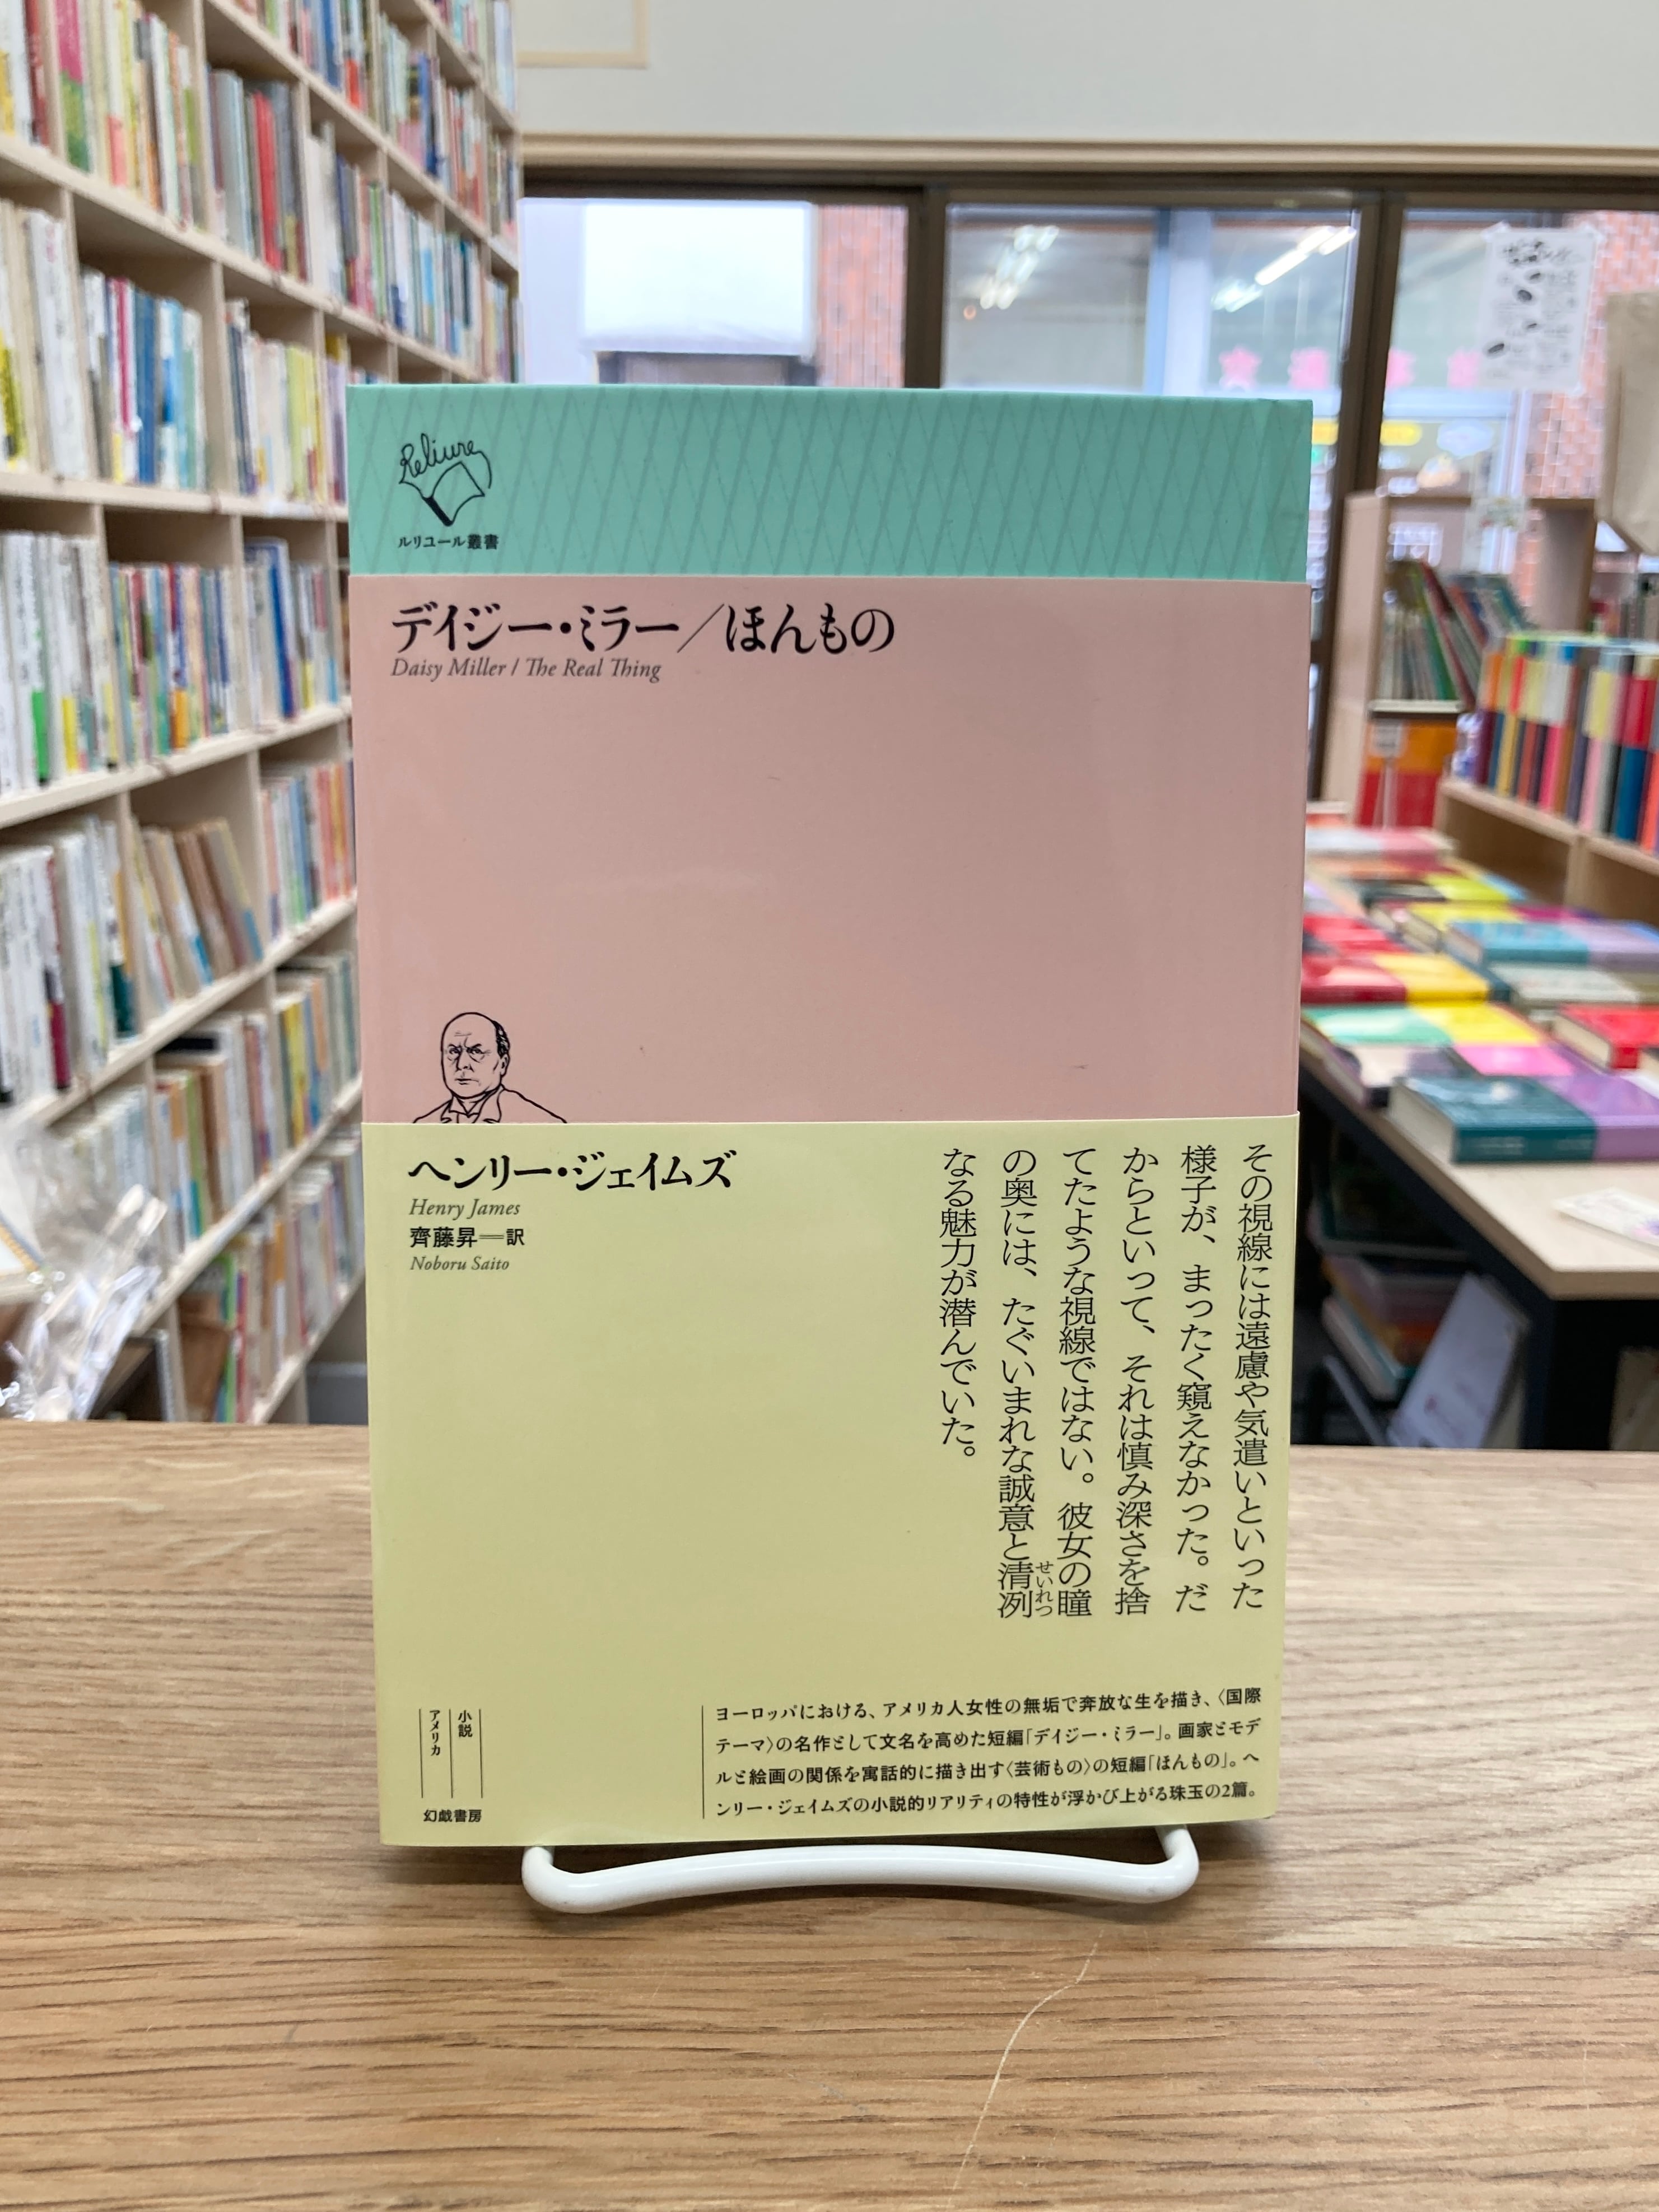 Reliure
ルリユール叢書
デイジー・ミラー／ほんもの
Daisy Miller / The Real Thing
ヘンリー・ジェイムズ
Henry James
齊藤昇＝訳
Noboru Saito
その視線には遠慮や気遣いといった
様子が、まったく窺えなかった。だ
からといって、それは慎み深さを捨
てたような視線ではない。彼女の瞳
の奥には、たぐいまれな誠意と清冽
せいれつ
なる魅力が潜んでいた。
小説
アメリカ
幻戯書房
ヨーロッパにおける、アメリカ人女性の無垢で奔放な生を描き、〈国際
テーマ〉の名作として文名を高めた短編「デイジー・ミラー」。画家とモデ
ルと絵画の関係を寓話的に描き出す〈芸術もの〉の短編「ほんもの」。ヘ
ンリー・ジェイムズの小説的リアリティの特性が浮かび上がる珠玉の2篇。